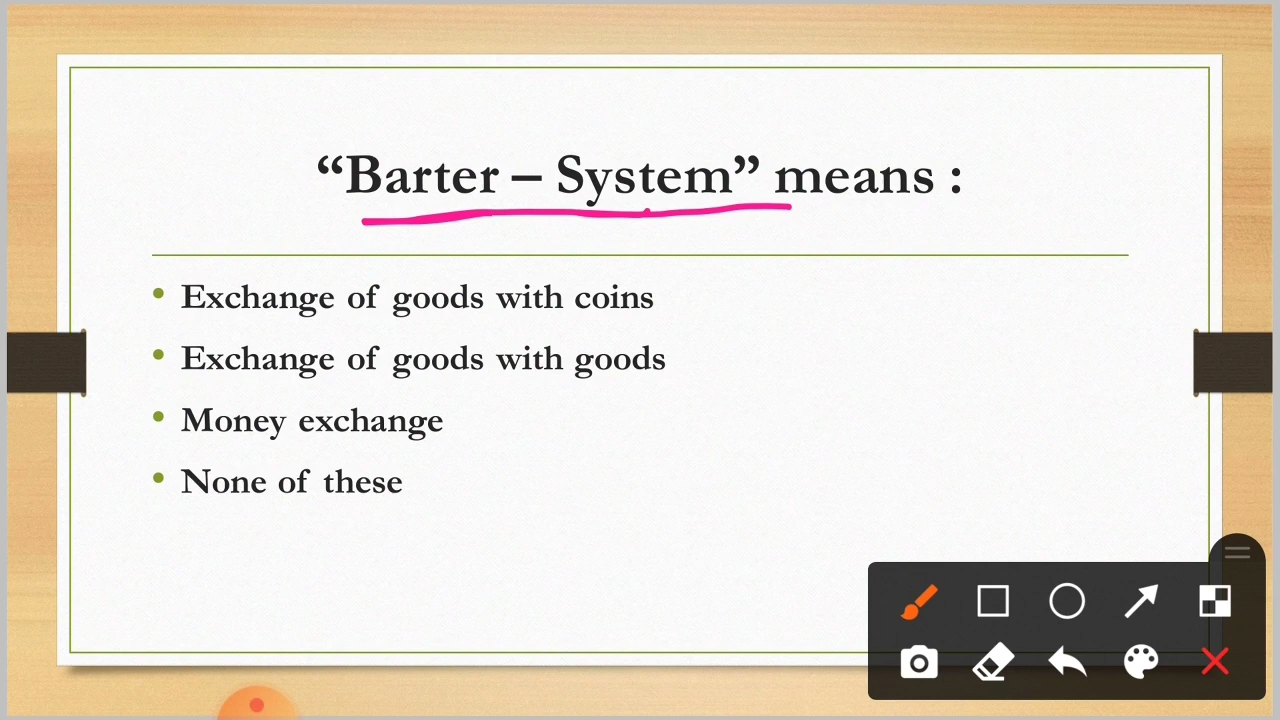 “Barter – System” means :
• Exchange of goods with coins
• Exchange of goods with goods
• Money exchange
• None of these